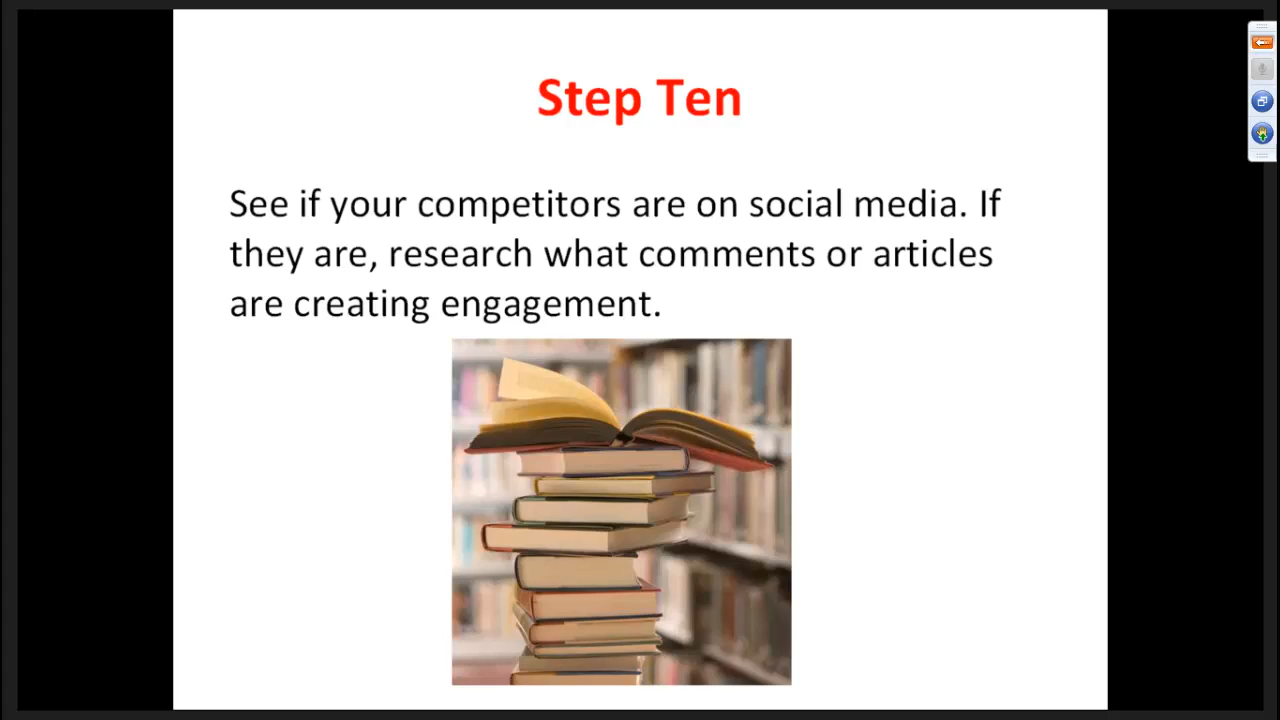 Step Ten
See if your competitors are on social media. If
they are, research what comments or articles
are creating engagement.